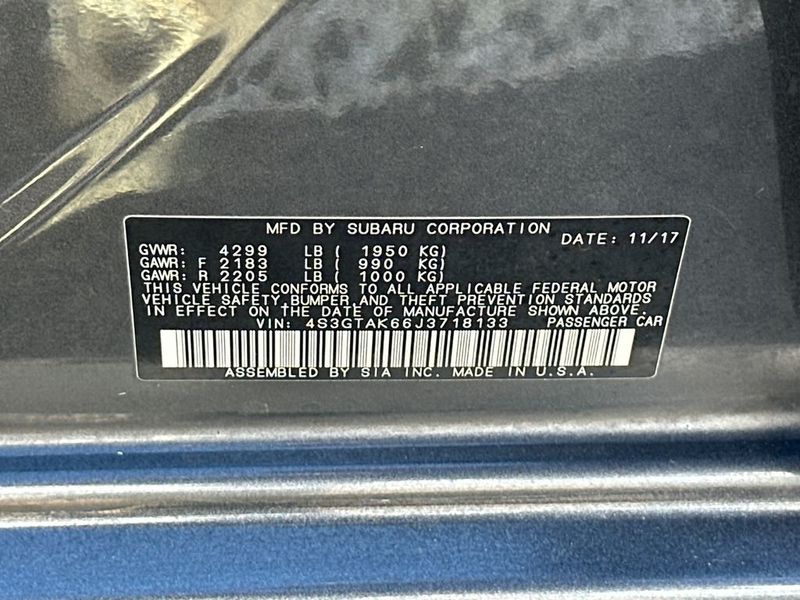 MFD BY SUBARU CORPORATION
DATE: 11/17
GVWR: 4299 LB ( 1950 KG)
GAWR: F 2183 LB ( 990 KG)
GAWR: R 2205 LB ( 1000 KG)
THIS VEHICLE CONFORMS TO ALL APPLICABLE FEDERAL MOTOR
VEHICLE SAFETY,BUMPER,AND THEFT PREVENTION STANDARDS
IN EFFECT ON THE DATE OF MANUFACTURE SHOWN ABOVE.
VIN: 4S3GTAK66J3718133 PASSENGER CAR
ASSEMBLED BY SIA INC. MADE IN U.S.A.